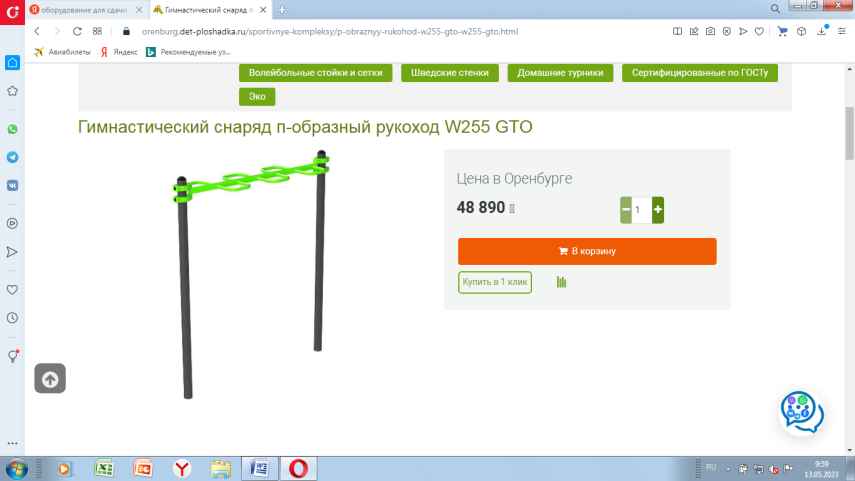 оборудование для сдачи
Гимнастический снаряд п
orenburg.det-ploshadka.ru/sportivnye-kompleksy/p-obraznyy-rukohod-w255-gto-w255-gto.html
Авиабилеты
Яндекс
Рекомендуемые уз...
Волейбольные стойки и сетки
Шведские стенки
Домашние турники
Сертифицированные по ГОСТу
Эко
Гимнастический снаряд п-образный рукоход W255 GTO
Цена в Оренбурге
48 890
1
В корзину
Купить в 1 клик
RU
9:59
13.05.2023